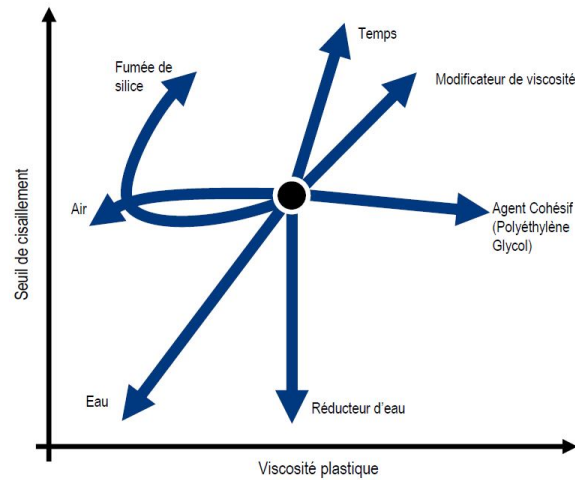 Temps
Fumée de
silice
Modificateur de viscosité
Air
Agent Cohésif
(Polyéthylène
Glycol)
Seuil de cisaillement
Eau
Réducteur d'eau
Viscosité plastique